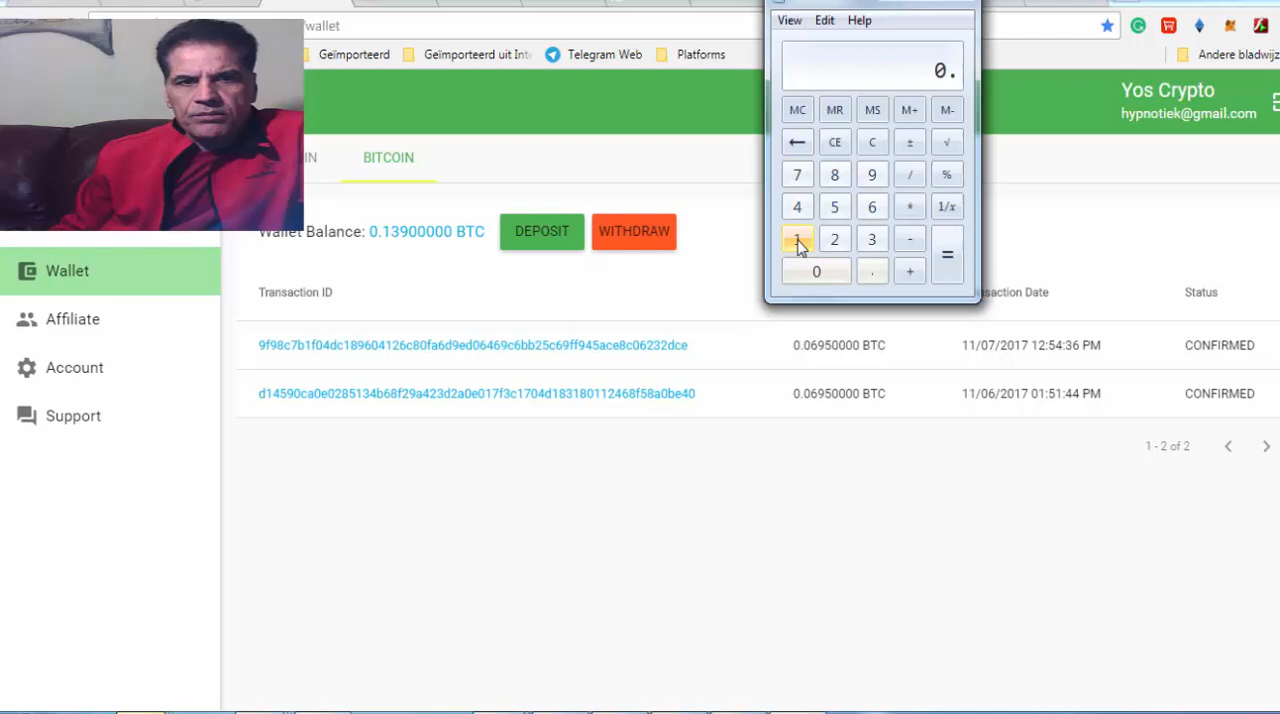 View Edit Help
wallet
Geïmporteerd
Geïmporteerd uit Int
Telegram Web
Platforms
Andere bladwijz
0.
Yos Crypto
hypnotiek@gmail.com
MC MR MS M+ M-
← CE C ± √
7 8 9 / %
4 5 6 * 1/x
1 2 3 - =
0 . +
IN
BITCOIN
Wallet Balance: 0.13900000 BTC
DEPOSIT
WITHDRAW
Wallet
Affiliate
Account
Support
Transaction ID
nsaction Date
Status
9f98c7b1f04dc189604126c80fa6d9ed06469c6bb25c69ff945ace8c06232dce
0.06950000 BTC
11/07/2017 12:54:36 PM
CONFIRMED
d14590ca0e0285134b68f29a423d2a0e017f3c1704d183180112468f58a0be40
0.06950000 BTC
11/06/2017 01:51:44 PM
CONFIRMED
1 - 2 of 2